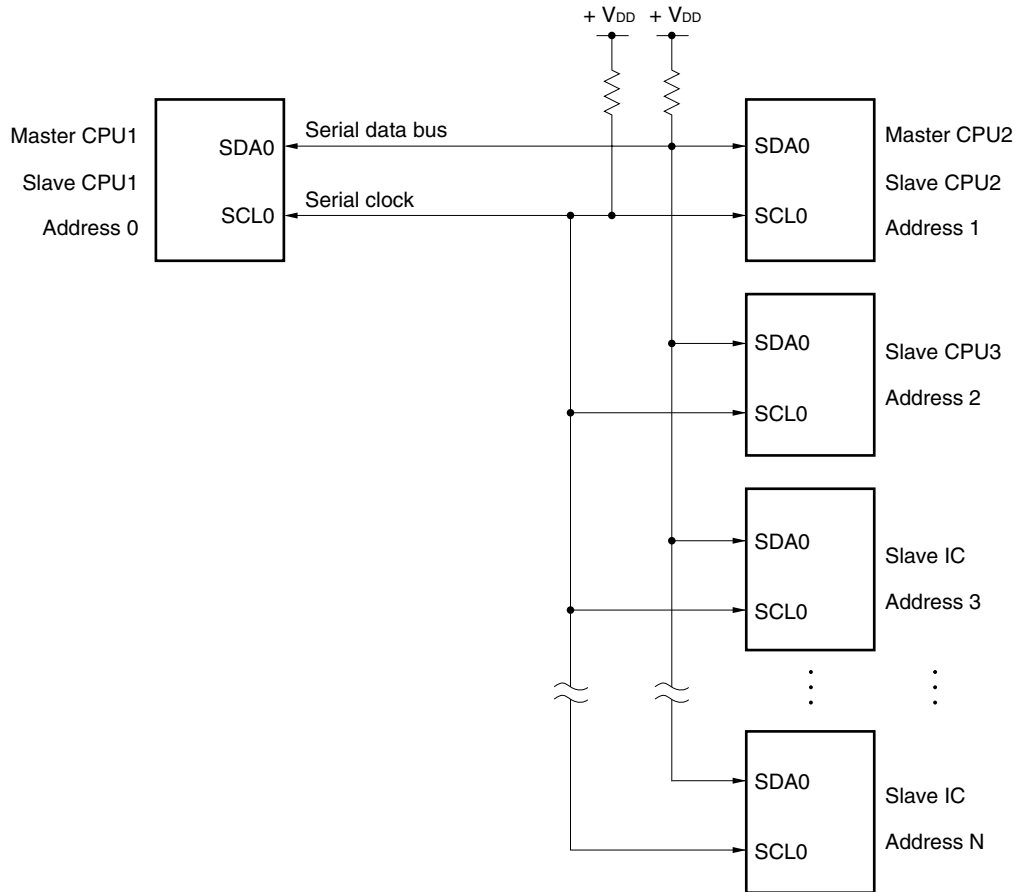 + VDD
+ VDD
Master CPU1
Slave CPU1
Address 0
SDA0
SCL0
Serial data bus
Serial clock
SDA0
SCL0
Master CPU2
Slave CPU2
Address 1
SDA0
SCL0
Slave CPU3
Address 2
SDA0
SCL0
Slave IC
Address 3
SDA0
SCL0
Slave IC
Address N